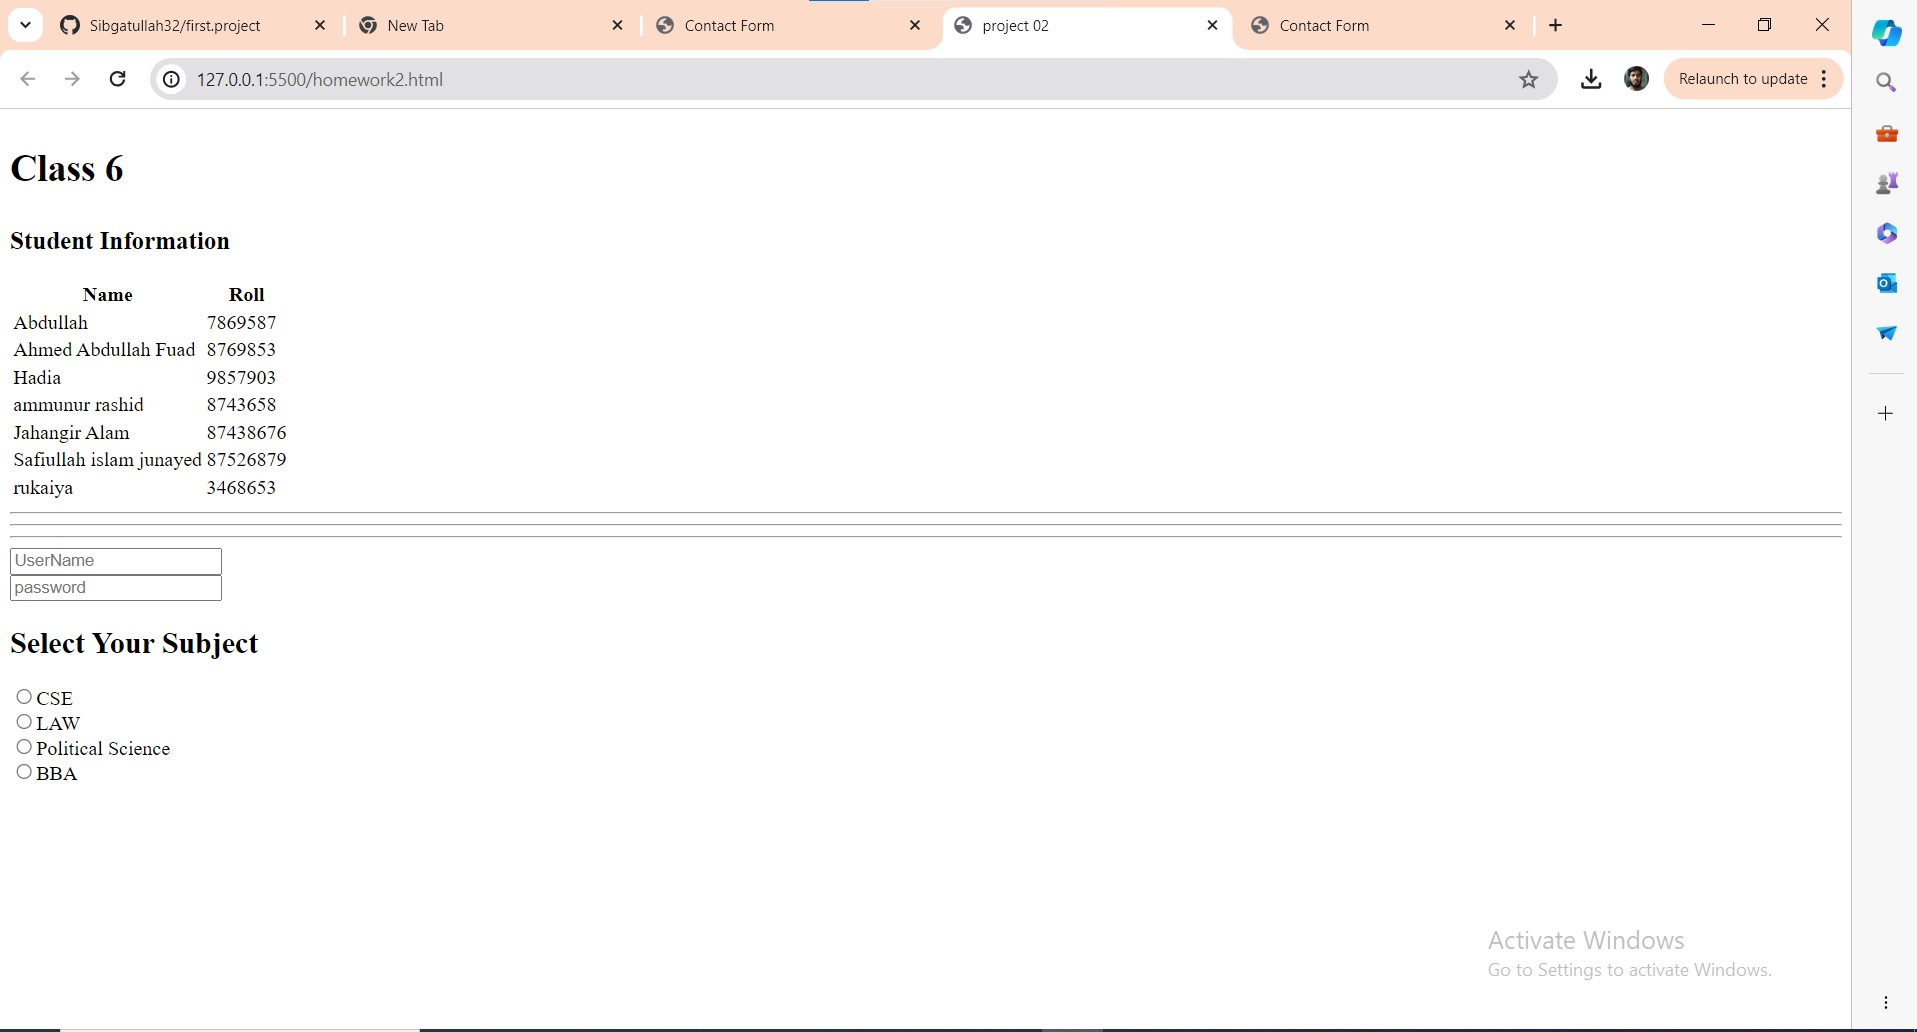 Sibgatullah32/first.project
New Tab
Contact Form
project 02
Contact Form
127.0.0.1:5500/homework2.html
Relaunch to update
Class 6
Student Information
Name Roll
Abdullah 7869587
Ahmed Abdullah Fuad 8769853
Hadia 9857903
ammunur rashid 8743658
Jahangir Alam 87438676
Safiullah islam junayed 87526879
rukaiya 3468653
UserName
password
Select Your Subject
CSE
LAW
Political Science
BBA
Activate Windows
Go to Settings to activate Windows.